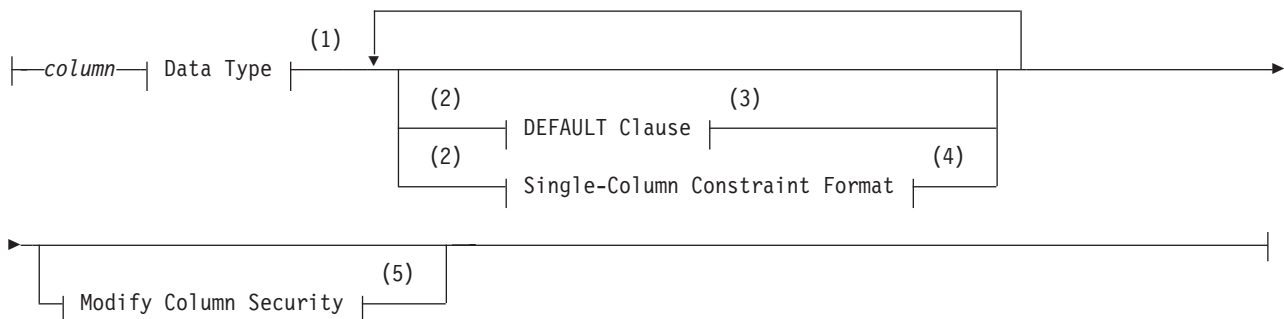 (1)
column Data Type
(2) (3)
DEFAULT Clause
(2) (4)
Single-Column Constraint Format
(5)
Modify Column Security